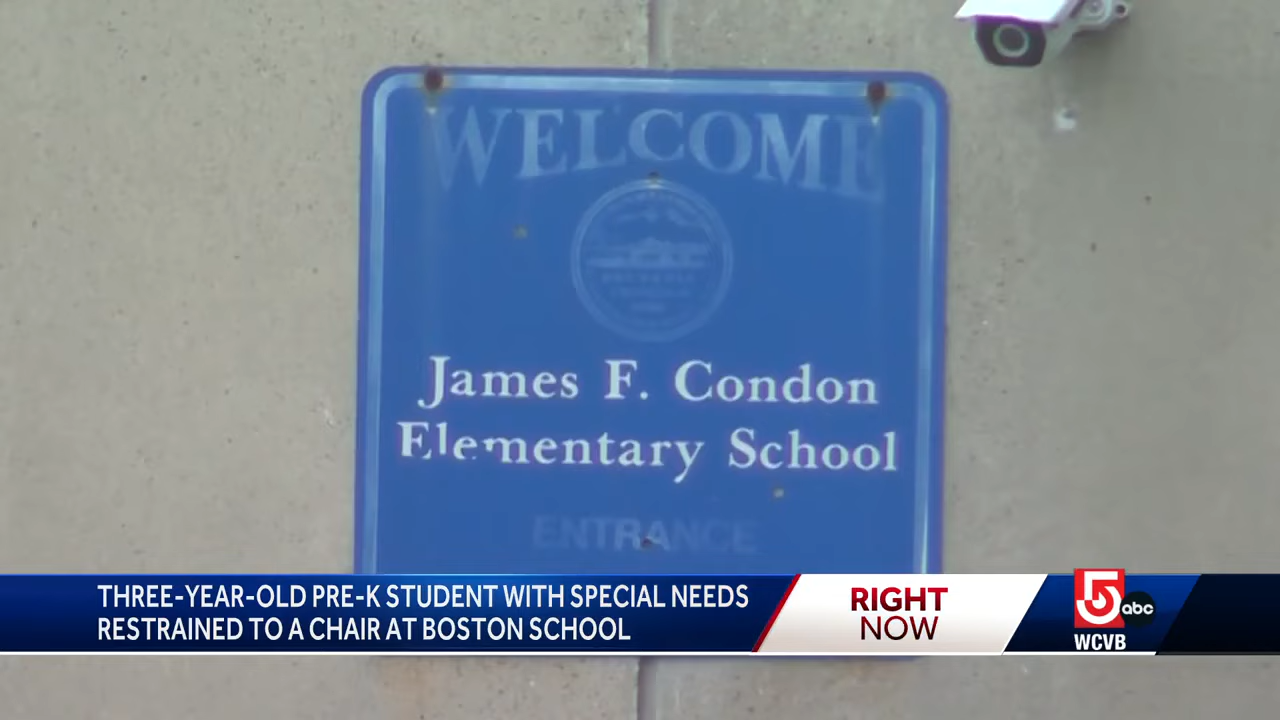 WELCOME
James F. Condon
Elementary School
ENTRANCE
THREE-YEAR-OLD PRE-K STUDENT WITH SPECIAL NEEDS
RESTRAINED TO A CHAIR AT BOSTON SCHOOL
RIGHT
NOW
5
abc
WCVB